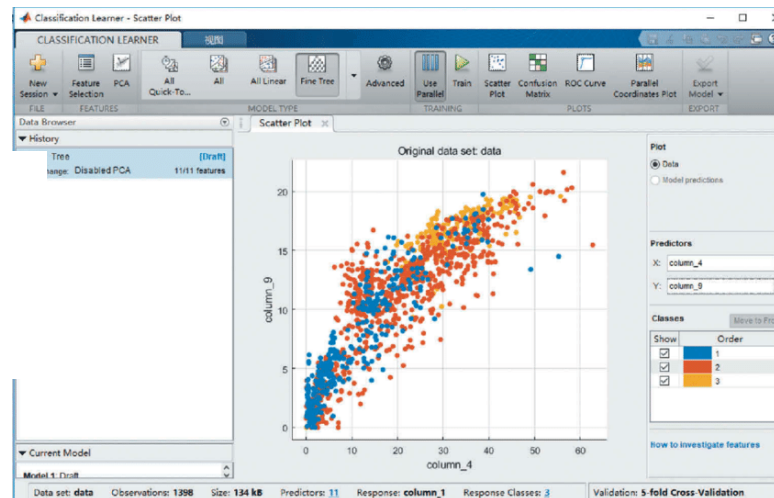 Classification Learner - Scatter Plot
CLASSIFICATION LEARNER 视图
New Session
Feature Selection
PCA
All Quick-To...
All
All Linear
Fine Tree
Advanced
Use Parallel
Train
Scatter Plot
Confusion Matrix
ROC Curve
Parallel Coordinates Plot
Export Model
FILE FEATURES MODEL TYPE TRAINING PLOTS EXPORT
Data Browser
History
Tree [Draft]
ange: Disabled PCA 11/11 features
Current Model
Model 1: Draft
Scatter Plot
Original data set: data
20
15
10
5
0
column_9
0 10 20 30 40 50 60
column_4
Plot
Data
Model predictions
Predictors
X: column_4
Y: column_9
Classes Move to Fro
Show Order
1
2
3
How to investigate features
Data set: data Observations: 1398 Size: 134 kB Predictors: 11 Response: column_1 Response Classes: 3 Validation: 5-fold Cross-Validation